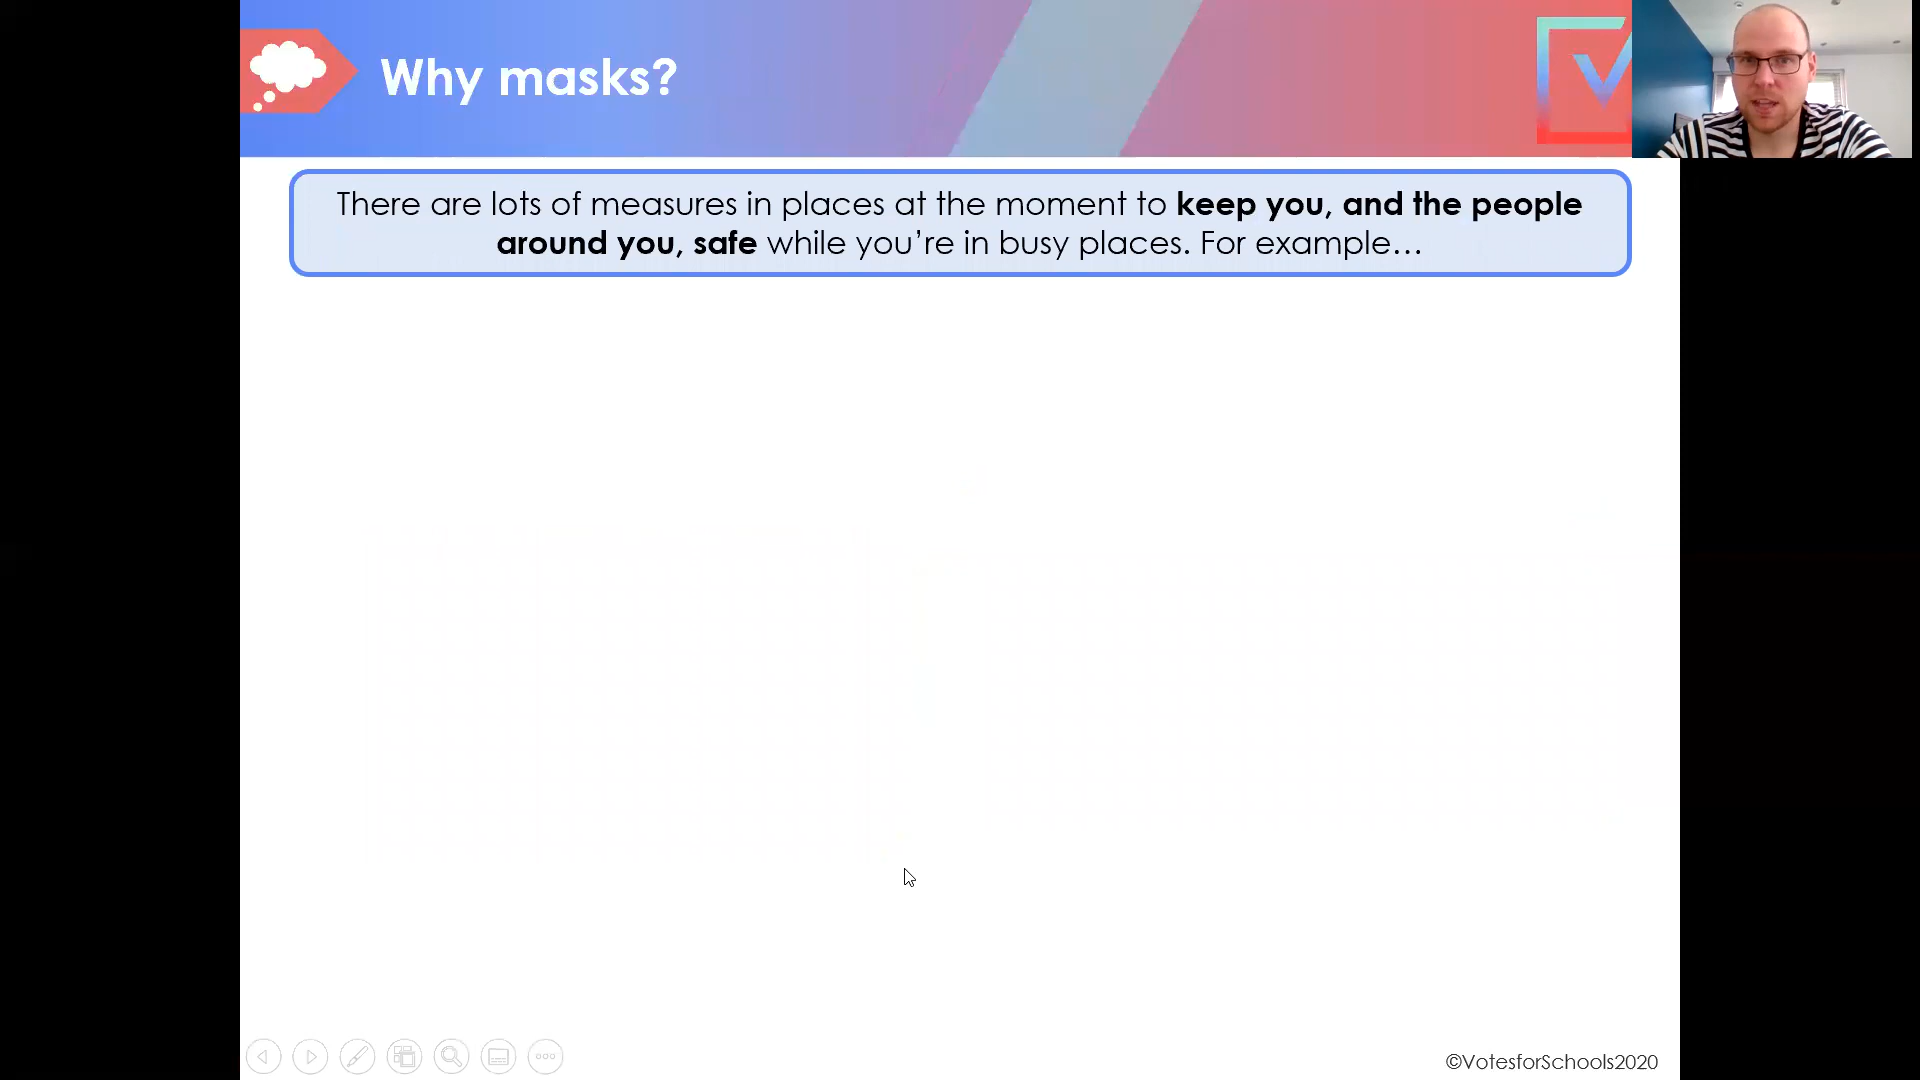 Why masks?
There are lots of measures in places at the moment to keep you, and the people
around you, safe while you’re in busy places. For example…
©VotesforSchools2020